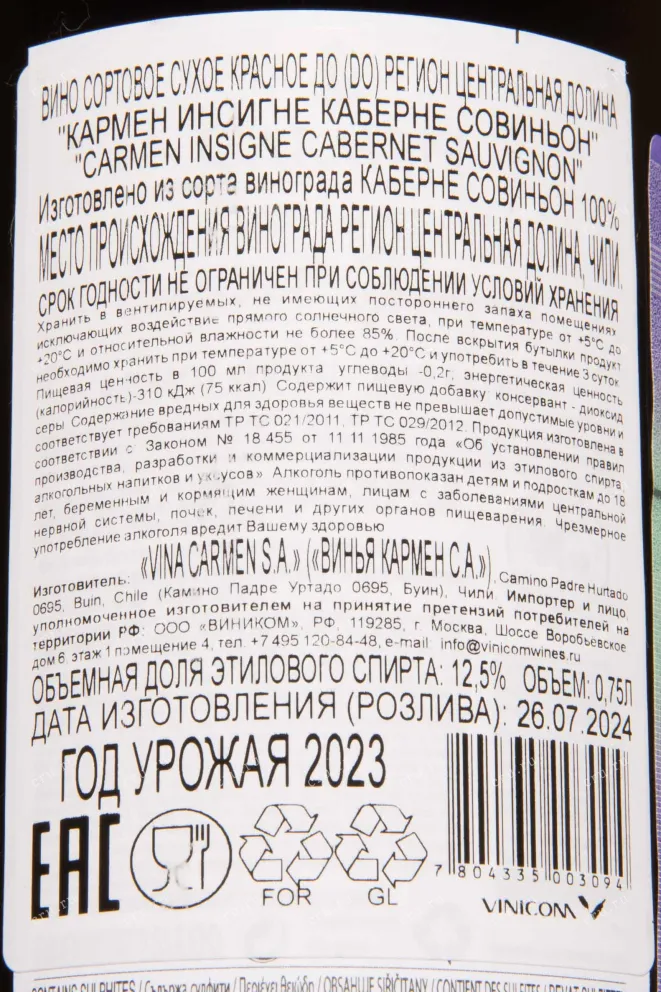 ВИНО СОРТОВОЕ СУХОЕ КРАСНОЕ ДО (DO) РЕГИОН ЦЕНТРАЛЬНАЯ ДОЛИНА
"КАРМЕН ИНСИГНЕ КАБЕРНЕ СОВИНЬОН"
"CARMEN INSIGNE CABERNET SAUVIGNON"
Изготовлено из сорта винограда КАБЕРНЕ СОВИНЬОН 100%
МЕСТО ПРОИСХОЖДЕНИЯ ВИНОГРАДА РЕГИОН ЦЕНТРАЛЬНАЯ ДОЛИНА, ЧИЛИ.
СРОК ГОДНОСТИ НЕ ОГРАНИЧЕН ПРИ СОБЛЮДЕНИИ УСЛОВИЙ ХРАНЕНИЯ
Хранить в вентилируемых, не имеющих постороннего запаха помещениях
исключающих воздействие прямого солнечного света, при температуре от +5°C до
+20°C и относительной влажности не более 85%. После вскрытия бутылки продукт
необходимо хранить при температуре от +5°C до +20°C и употребить в течение 3 суток
Пищевая ценность в 100 мл продукта углеводы -0,2г, энергетическая ценность
(калорийность)-310 кДж (75 ккал) Содержит пищевую добавку консервант - диоксид
серы Содержание вредных для здоровья веществ не превышает допустимые уровни и
соответствует требованиям ТР ТС 021/2011, ТР ТС 029/2012. Продукция изготовлена в
соответствии с Законом № 18 455 от 11 11 1985 года «Об установлении правил
производства, разработки и коммерциализации продукции из этилового спирта,
алкогольных напитков и уксусов» Алкоголь противопоказан детям и подросткам до 18
лет, беременным и кормящим женщинам, лицам с заболеваниями центральной
нервной системы, почек, печени и других органов пищеварения. Чрезмерное
употребление алкоголя вредит Вашему здоровью
Изготовитель: «VINA CARMEN S.A.» («ВИНЬЯ КАРМЕН С.А.»), Camino Padre Hurtado
0695, Buin, Chile (Камино Падре Уртадо 0695, Буин), Чили. Импортер и лицо,
уполномоченное изготовителем на принятие претензий потребителей на
территории РФ: ООО «ВИНИКОМ», РФ, 119285, г. Москва, Шоссе Воробьёвское
дом 6, этаж 1 помещение 4, тел. +7 495 120-84-48, e-mail: info@vinicomwines.ru
ОБЪЕМНАЯ ДОЛЯ ЭТИЛОВОГО СПИРТА: 12,5% ОБЪЕМ: 0,75Л
ДАТА ИЗГОТОВЛЕНИЯ (РОЗЛИВА): 26.07.2024
ГОД УРОЖАЯ 2023
EAC
FOR GL
7 804335 003094
VINICOM
CONTAINS SULPHITES / Съдържа сулфити / Περιέχει θειώδη / OBSAHUJE SIŘIČITANY / CONTIENT DES SULFITES /